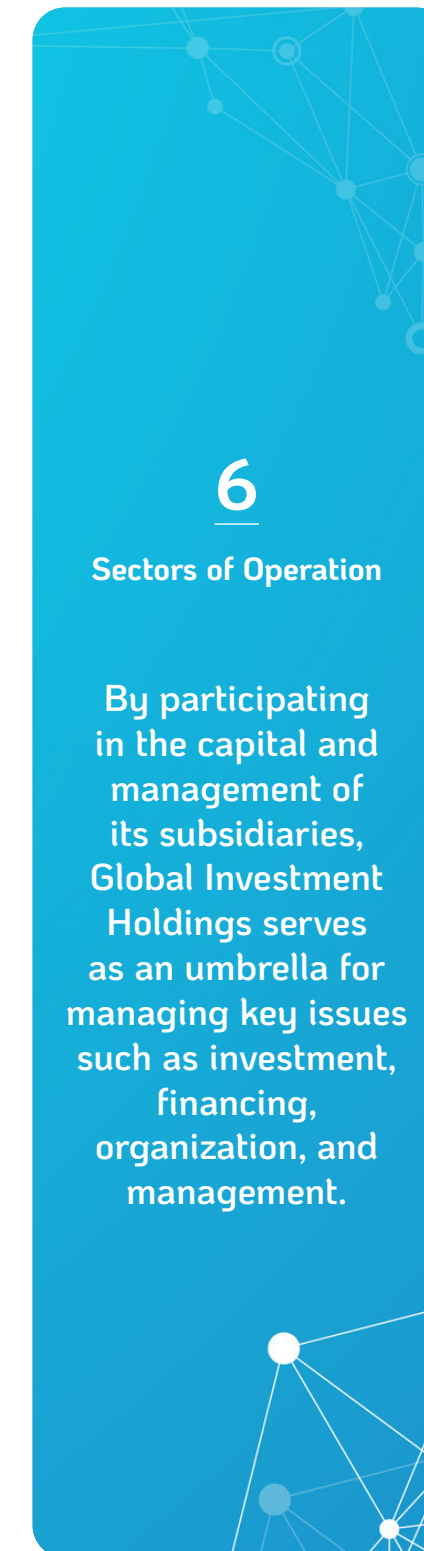 6
Sectors of Operation
By participating
in the capital and
management of
its subsidiaries,
Global Investment
Holdings serves
as an umbrella for
managing key issues
such as investment,
financing,
organization, and
management.